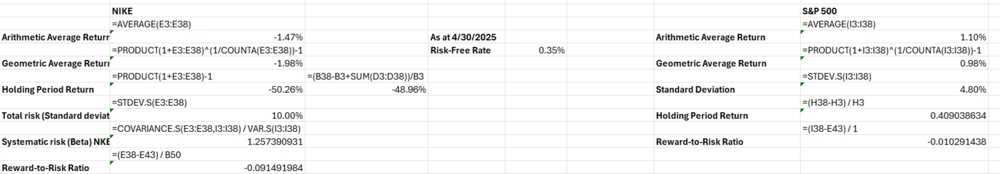 NIKE S&P 500
=AVERAGE(E3:E38) =AVERAGE(I3:I38)
Arithmetic Average Return -1.47% As at 4/30/2025 Arithmetic Average Return 1.10%
=PRODUCT(1+E3:E38)^(1/COUNTA(E3:E38))-1 Risk-Free Rate 0.35% =PRODUCT(1+I3:I38)^(1/COUNTA(I3:I38))-1
Geometric Average Return -1.98% Geometric Average Return 0.98%
=PRODUCT(1+E3:E38)-1 =(B38-B3+SUM(D3:D38))/B3 =STDEV.S(I3:I38)
Holding Period Return -50.26% -48.96% Standard Deviation 4.80%
=STDEV.S(E3:E38) =(H38-H3) / H3
Total risk (Standard deviat 10.00% Holding Period Return 0.409038634
=COVARIANCE.S(E3:E38,I3:I38) / VAR.S(I3:I38) =(I38-E43) / 1
Systematic risk (Beta) NKE 1.257390931 Reward-to-Risk Ratio -0.010291438
=(E38-E43) / B50
Reward-to-Risk Ratio -0.091491984